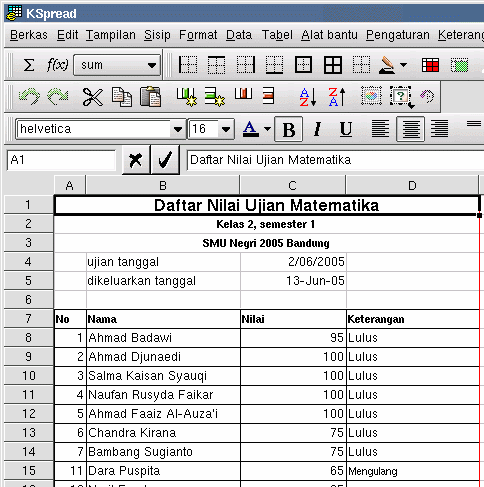 KSpread
Berkas Edit Tampilan Sisip Format Data Tabel Alat bantu Pengaturan Keteran
Σ f(x) sum
A Z Z A
helvetica 16 A B I U
A1 Daftar Nilai Ujian Matematika
A B C D
1 Daftar Nilai Ujian Matematika
2 Kelas 2, semester 1
3 SMU Negri 2005 Bandung
4 ujian tanggal 2/06/2005
5 dikeluarkan tanggal 13-Jun-05
6
7 No Nama Nilai Keterangan
8 1 Ahmad Badawi 95 Lulus
9 2 Ahmad Djunaedi 100 Lulus
10 3 Salma Kaisan Syauqi 100 Lulus
11 4 Naufan Rusyda Faikar 100 Lulus
12 5 Ahmad Faaiz Al-Auza'i 100 Lulus
13 6 Chandra Kirana 75 Lulus
14 7 Bambang Sugianto 75 Lulus
15 11 Dara Puspita 65 Mengulang